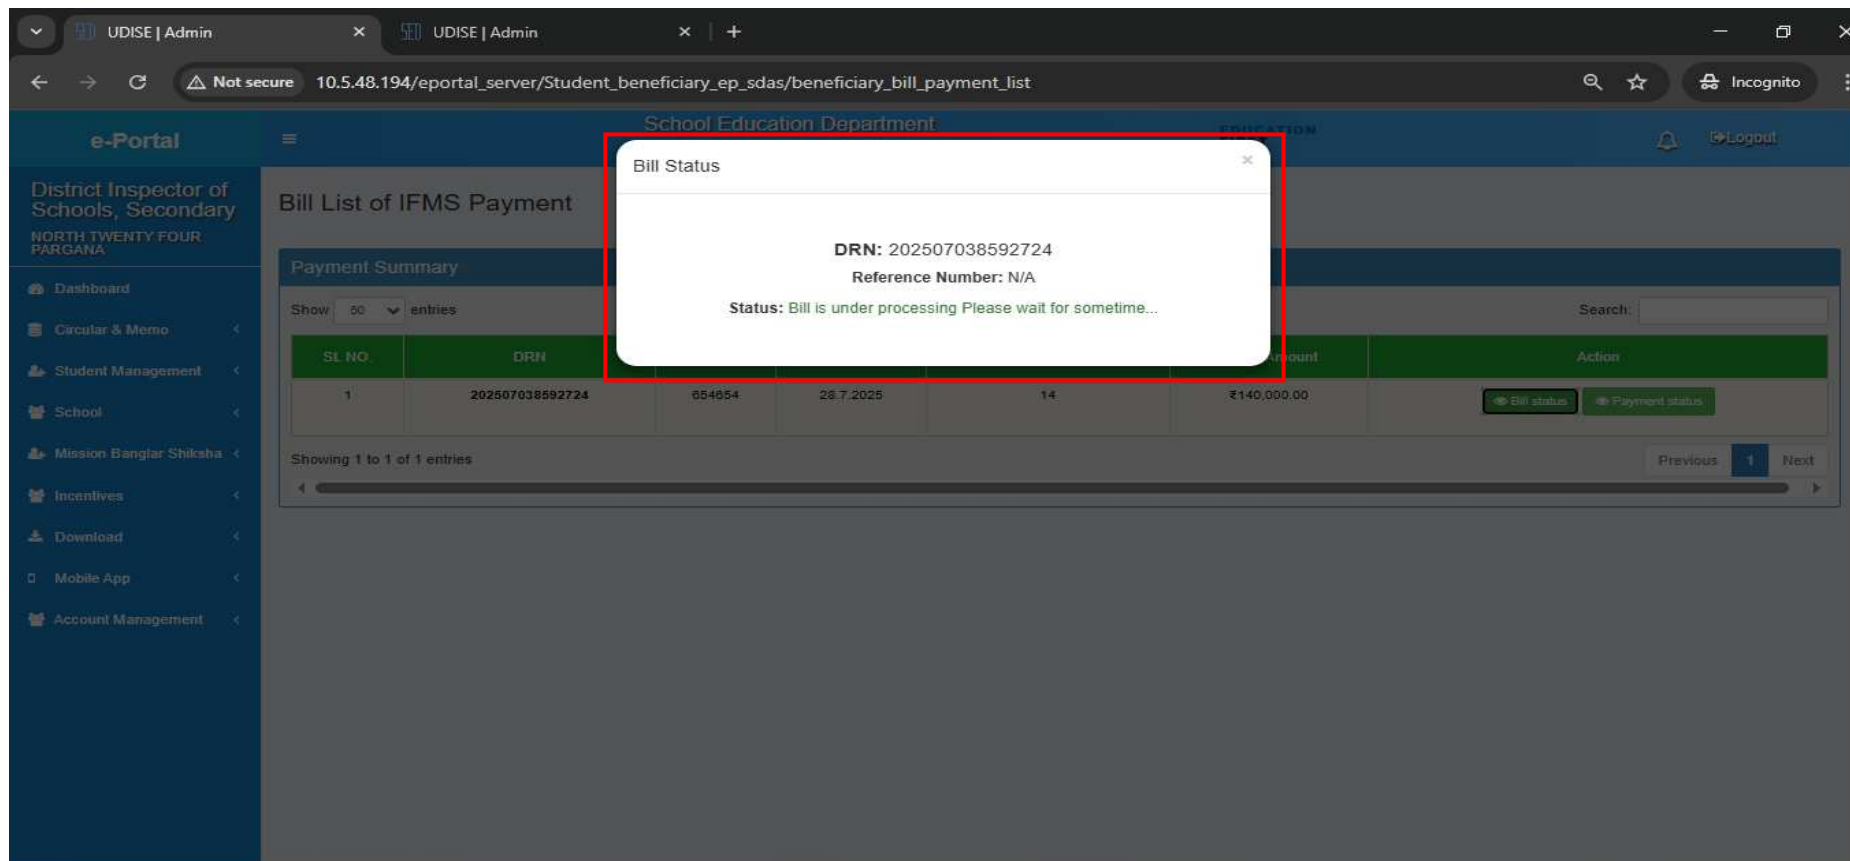 UDISE | Admin
UDISE | Admin
Not secure 10.5.48.194/eportal_server/Student_beneficiary_ep_sdas/beneficiary_bill_payment_list
Incognito
e-Portal
School Education Department
EDUCATION
Logout
District Inspector of
Schools, Secondary
NORTH TWENTY FOUR
PARGANA
Dashboard
Circular & Memo
Student Management
School
Mission Banglar Shiksha
Incentives
Download
Mobile App
Account Management
Bill List of IFMS Payment
Bill Status
DRN: 202507038592724
Reference Number: N/A
Status: Bill is under processing Please wait for sometime...
Payment Summary
Show 50 entries
Search:
SL NO. DRN Amount Action
1 202507038592724 654654 28.7.2025 14 ₹140,000.00 Bill status Payment status
Showing 1 to 1 of 1 entries
Previous 1 Next